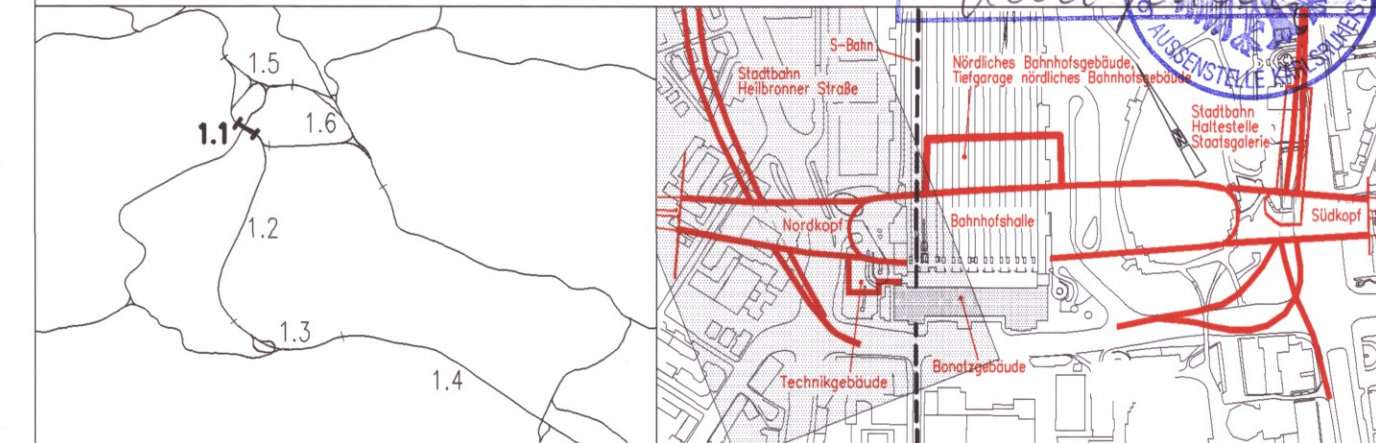 1.5
1.6
1.1
1.2
1.3
1.4
S-Bahn
Stadtbahn
Heilbronner Straße
Nördliches Bahnhofsgebäude,
Tiefgarage nördliches Bahnhofsgebäude
AUSSENSTELLE KARLSRUHE
Stadtbahn
Haltestelle
Staatsgalerie
Nordkopf
Bahnhofshalle
Südkopf
Technikgebäude
Bonatzgebäude